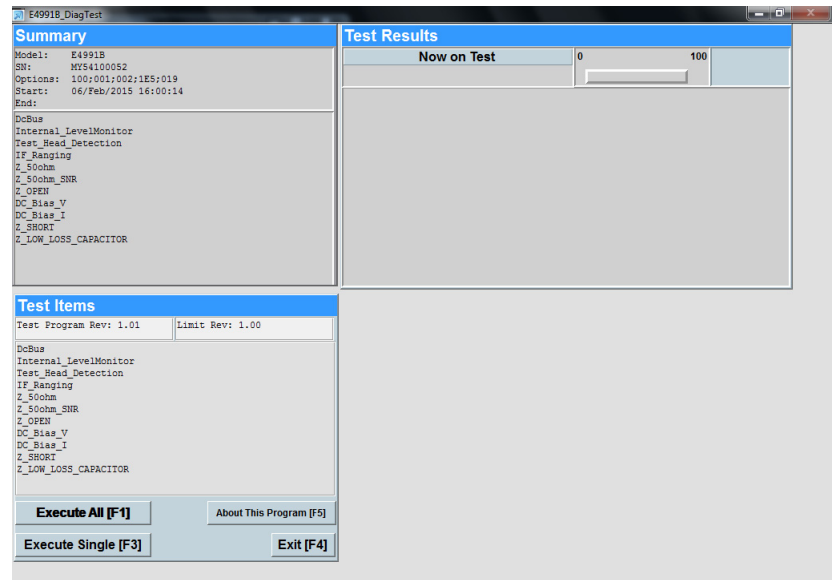 E4991B_DiagTest
Summary
Model: E4991B
SN: MY54100052
Options: 100;001;002;1E5;019
Start: 06/Feb/2015 16:00:14
End:
DcBus
Internal_LevelMonitor
Test_Head_Detection
IF_Ranging
Z_50ohm
Z_50ohm_SNR
Z_OPEN
DC_Bias_V
DC_Bias_I
Z_SHORT
Z_LOW_LOSS_CAPACITOR
Test Results
Now on Test 0 100
Test Items
Test Program Rev: 1.01 Limit Rev: 1.00
DcBus
Internal_LevelMonitor
Test_Head_Detection
IF_Ranging
Z_50ohm
Z_50ohm_SNR
Z_OPEN
DC_Bias_V
DC_Bias_I
Z_SHORT
Z_LOW_LOSS_CAPACITOR
Execute All [F1] About This Program [F5]
Execute Single [F3] Exit [F4]